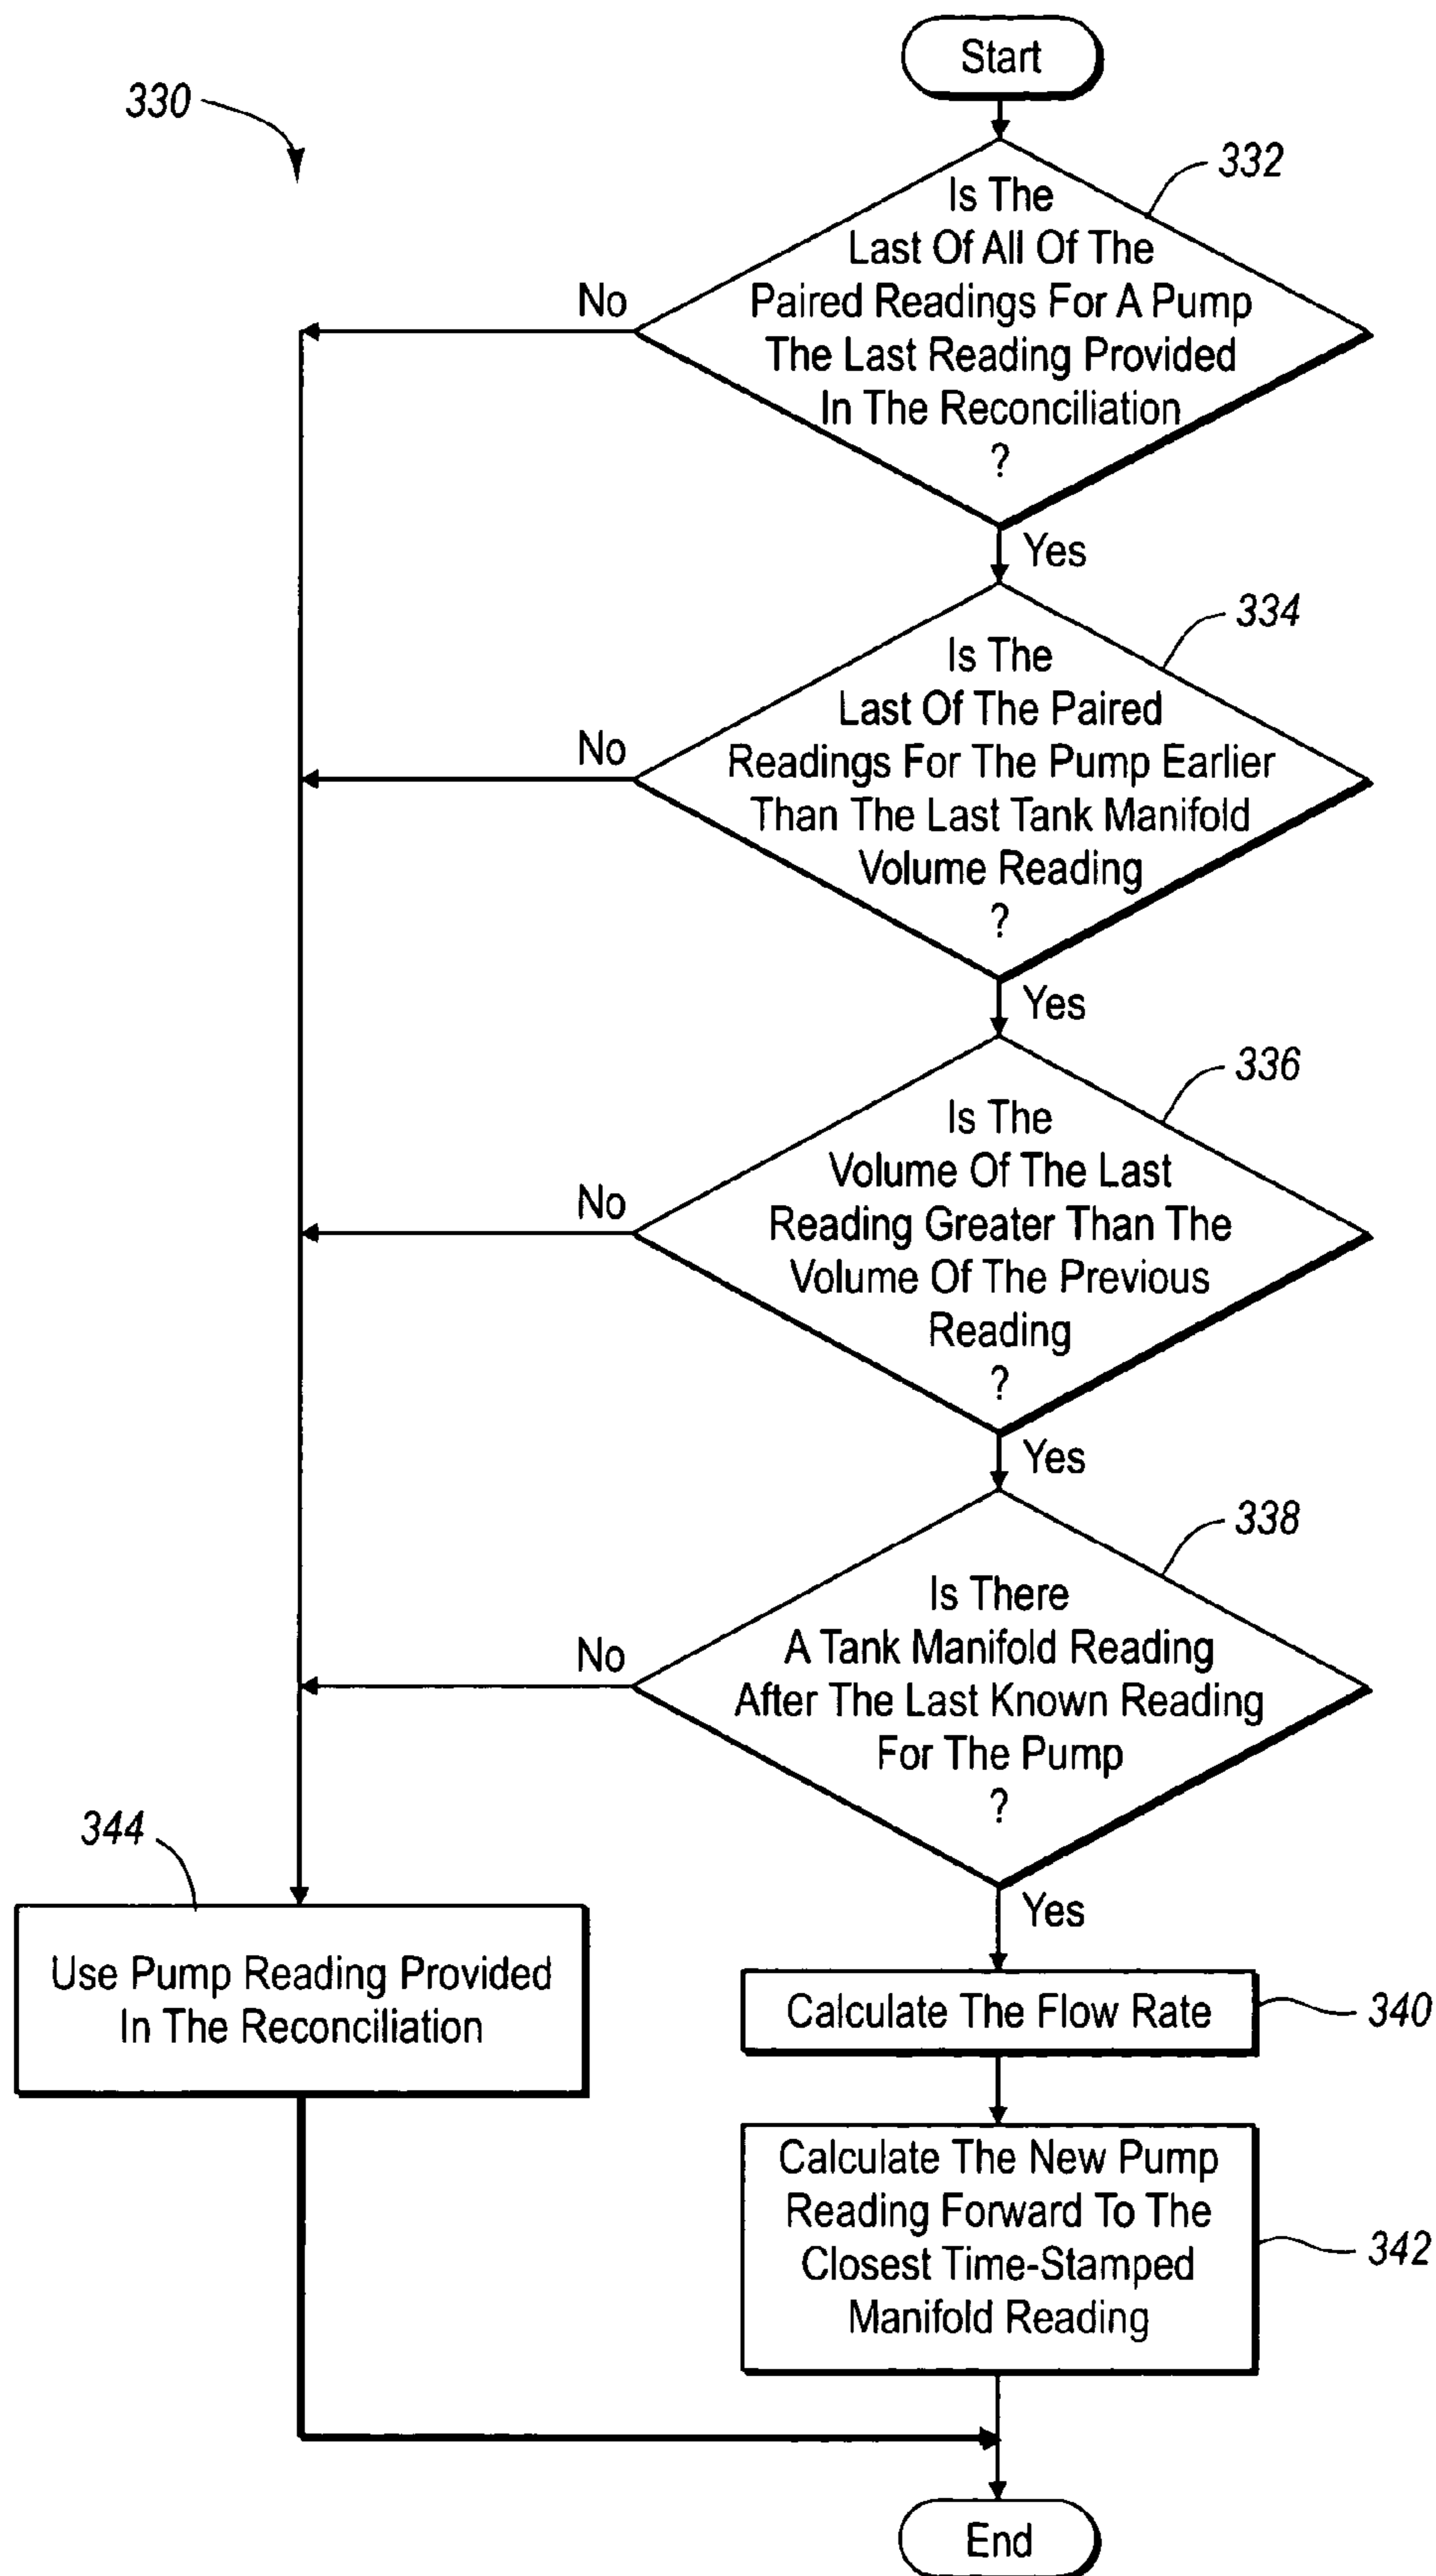 Start
330
332
Is The
Last Of All Of The
Paired Readings For A Pump
The Last Reading Provided
In The Reconciliation
?
No
Yes
334
Is The
Last Of The Paired
Readings For The Pump Earlier
Than The Last Tank Manifold
Volume Reading
?
No
Yes
336
Is The
Volume Of The Last
Reading Greater Than The
Volume Of The Previous
Reading
?
No
Yes
338
Is There
A Tank Manifold Reading
After The Last Known Reading
For The Pump
?
No
Yes
344
Use Pump Reading Provided
In The Reconciliation
Calculate The Flow Rate
340
Calculate The New Pump
Reading Forward To The
Closest Time-Stamped
Manifold Reading
342
End